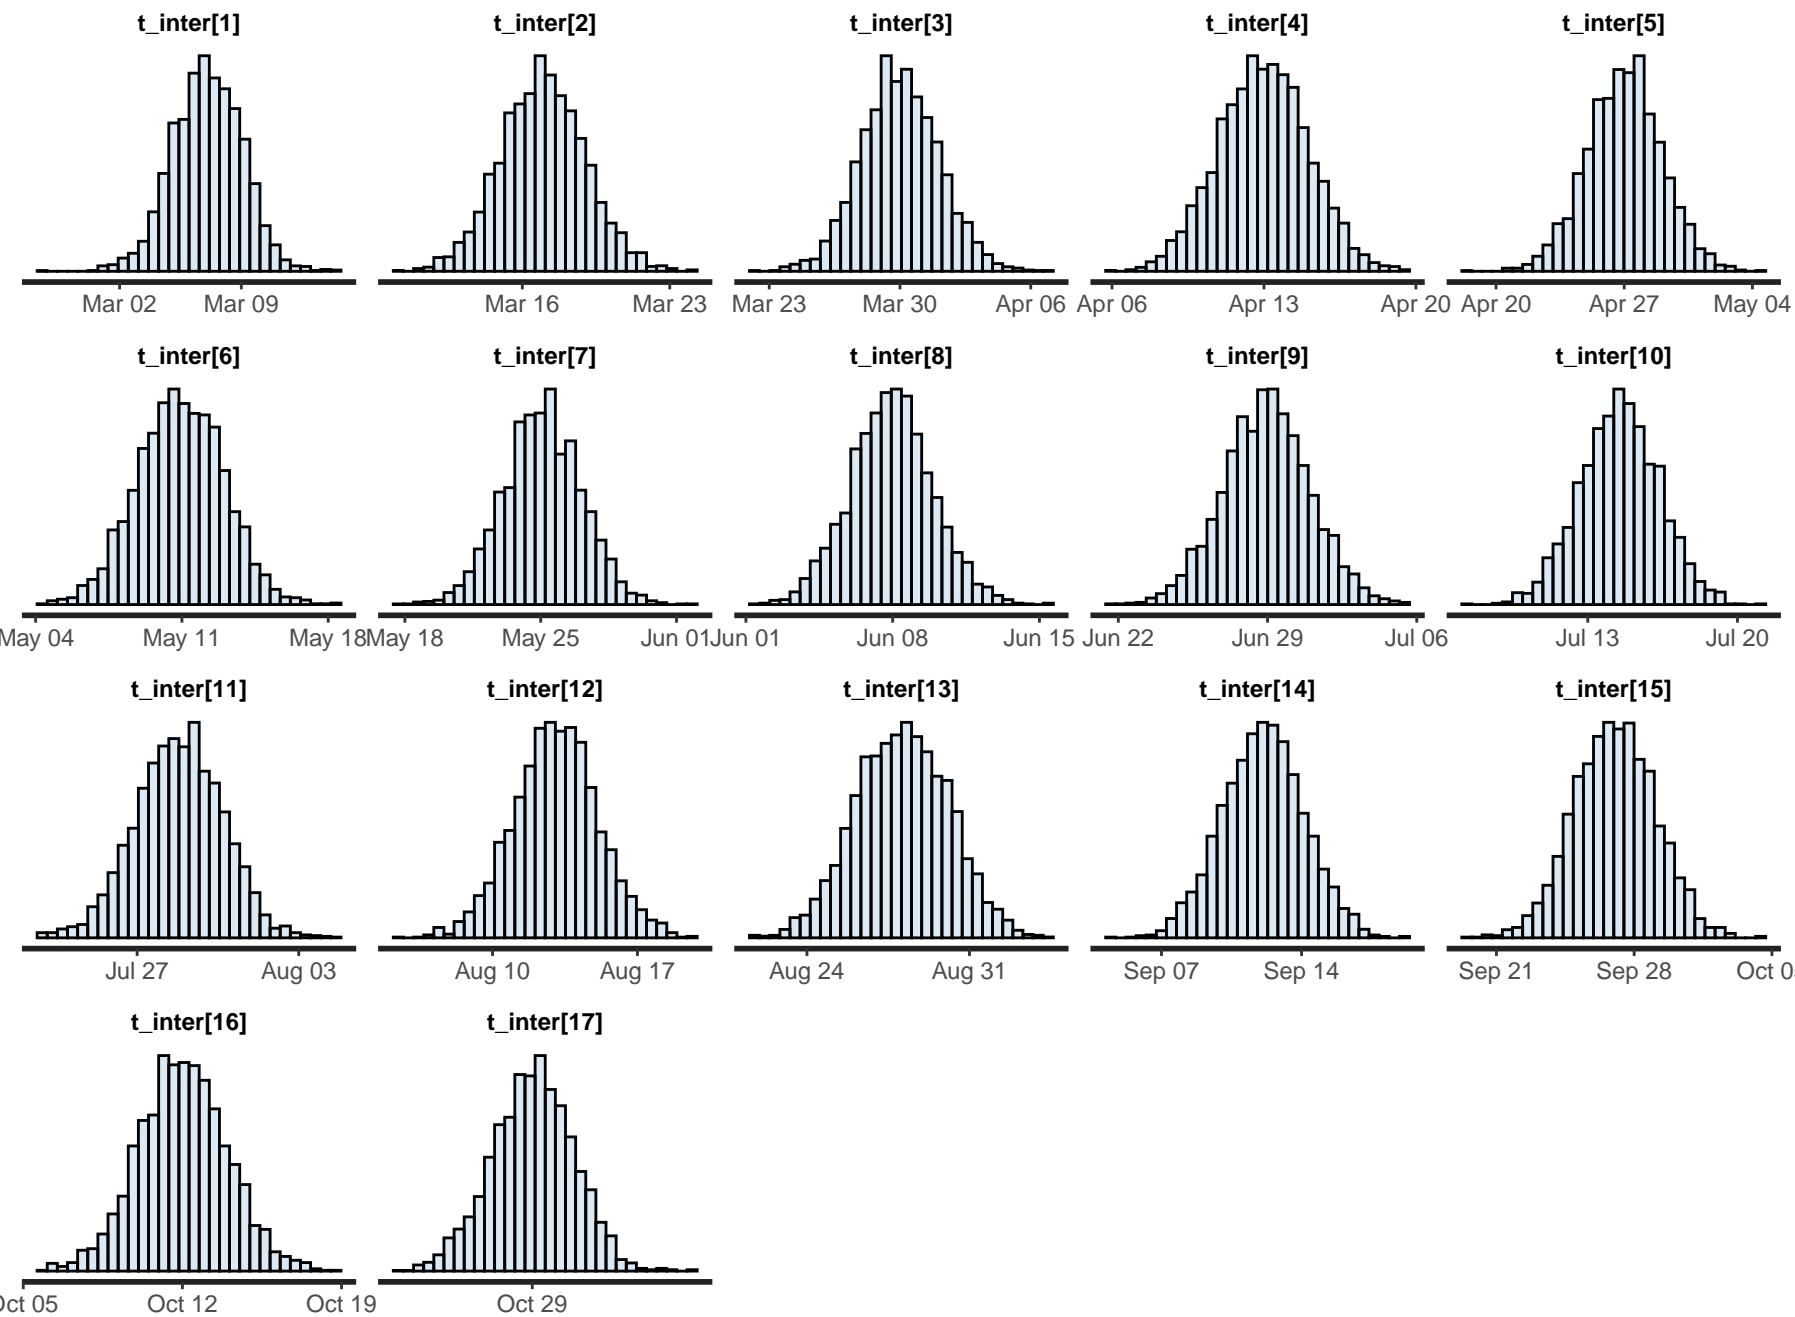 t_inter[1] t_inter[2] t_inter[3] t_inter[4] t_inter[5]
Mar 02 Mar 09 Mar 16 Mar 23 Mar 23 Mar 30 Apr 06 Apr 06 Apr 13 Apr 20 Apr 20 Apr 27 May 04
t_inter[6] t_inter[7] t_inter[8] t_inter[9] t_inter[10]
May 04 May 11 May 18 May 18 May 25 Jun 01 Jun 01 Jun 08 Jun 15 Jun 22 Jun 29 Jul 06 Jul 13 Jul 20
t_inter[11] t_inter[12] t_inter[13] t_inter[14] t_inter[15]
Jul 27 Aug 03 Aug 10 Aug 17 Aug 24 Aug 31 Sep 07 Sep 14 Sep 21 Sep 28 Oct 05
t_inter[16] t_inter[17]
Oct 05 Oct 12 Oct 19 Oct 29